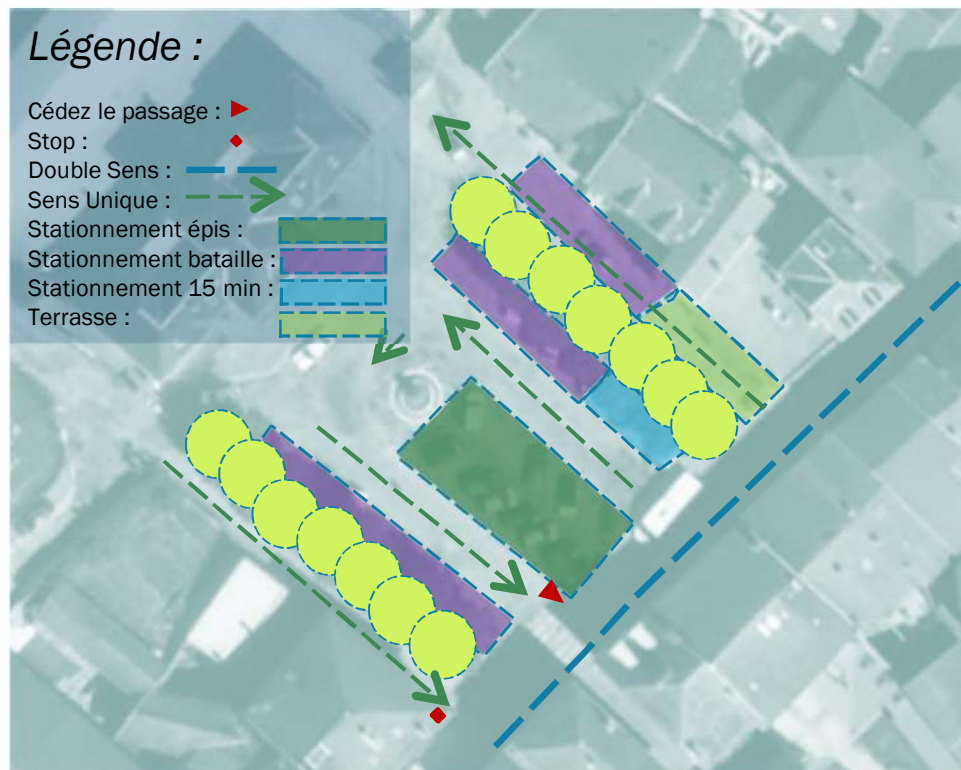 Légende :
Cédez le passage :
Stop :
Double Sens :
Sens Unique :
Stationnement épis :
Stationnement bataille :
Stationnement 15 min :
Terrasse :